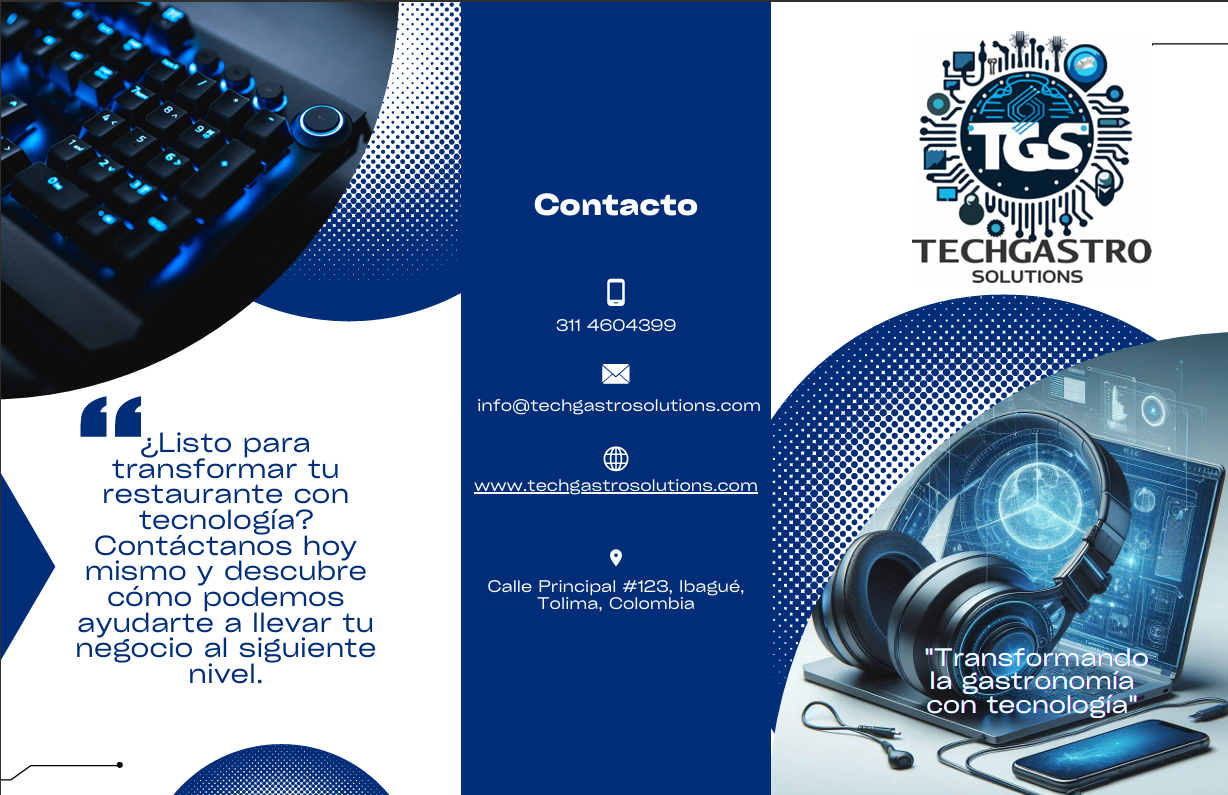 ¿Listo para
transformar tu
restaurante con
tecnología?
Contáctanos hoy
mismo y descubre
cómo podemos
ayudarte a llevar tu
negocio al siguiente
nivel.
Contacto
311 4604399
info@techgastrosolutions.com
www.techgastrosolutions.com
Calle Principal #123, Ibagué,
Tolima, Colombia
TGS
TECHGASTRO
SOLUTIONS
"Transformando
la gastronomía
con tecnología"